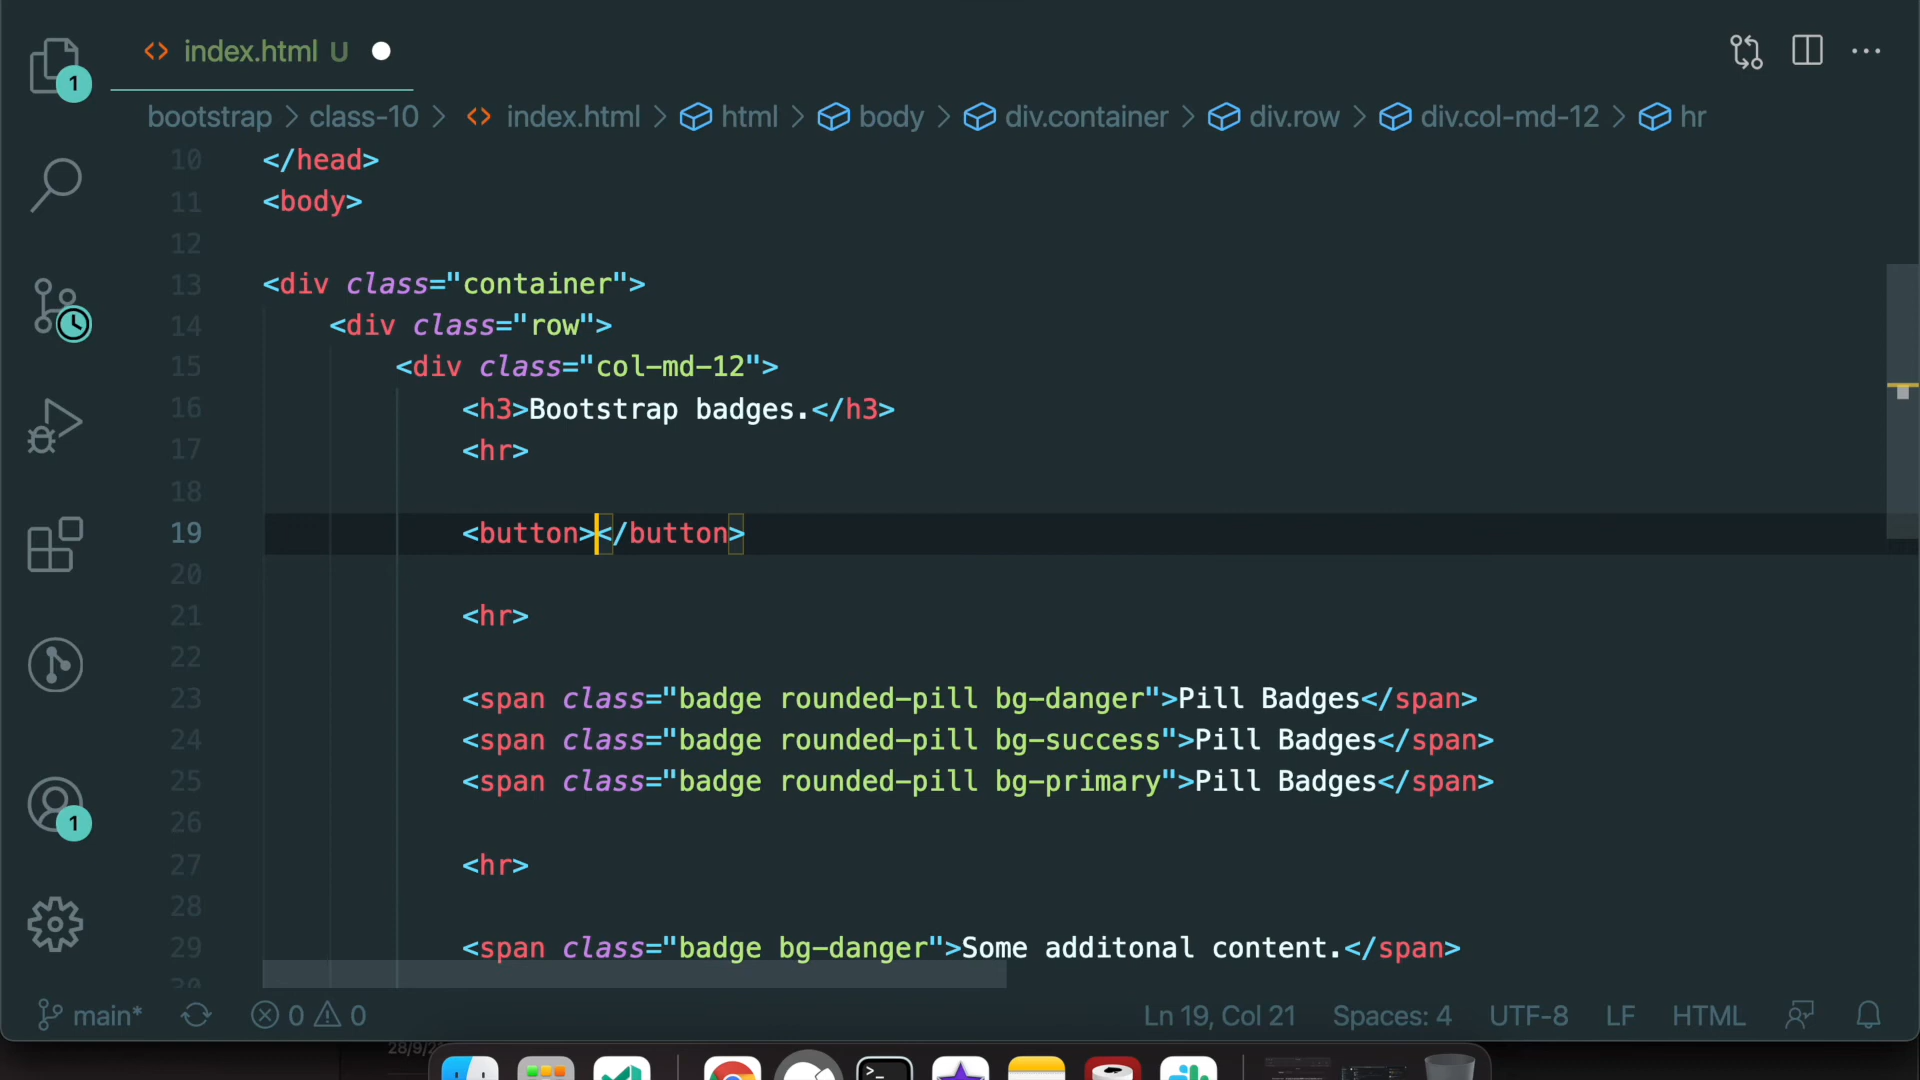 1
<> index.html U
bootstrap > class-10 > <> index.html > html > body > div.container > div.row > div.col-md-12 > hr
10 </head>
11 <body>
12
13 <div class="container">
14 <div class="row">
15 <div class="col-md-12">
16 <h3>Bootstrap badges.</h3>
17 <hr>
18
19 <button></button>
20
21 <hr>
22
23 <span class="badge rounded-pill bg-danger">Pill Badges</span>
24 <span class="badge rounded-pill bg-success">Pill Badges</span>
25 <span class="badge rounded-pill bg-primary">Pill Badges</span>
26
27 <hr>
28
29 <span class="badge bg-danger">Some additonal content.</span>
30
1
main* 0 0 Ln 19, Col 21 Spaces: 4 UTF-8 LF HTML